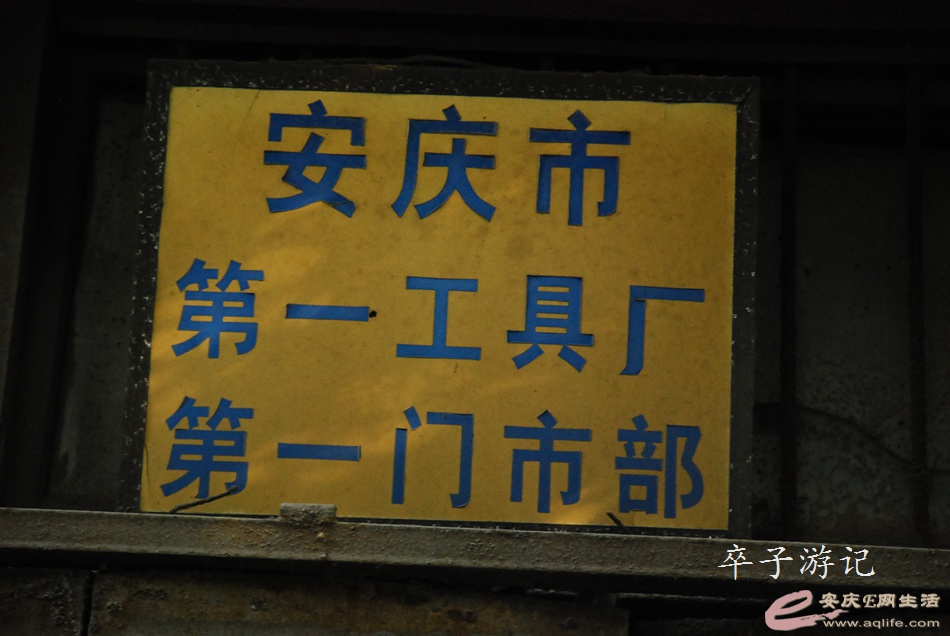 安庆市
第一工具厂
第一门市部
卒子游记
安庆E网生活
www.aqlife.com